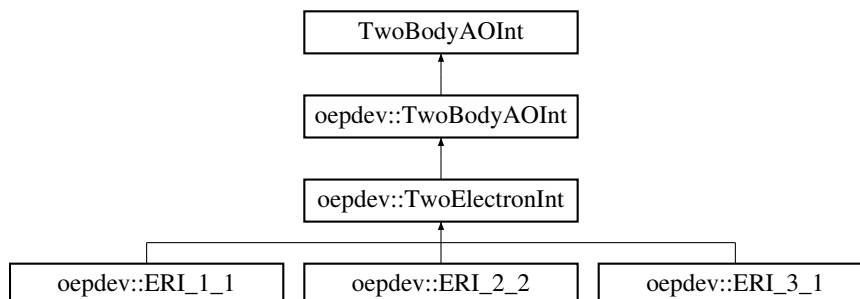 TwoBodyAOInt
oepdev::TwoBodyAOInt
oepdev::TwoElectronInt
oepdev::ERI_1_1
oepdev::ERI_2_2
oepdev::ERI_3_1